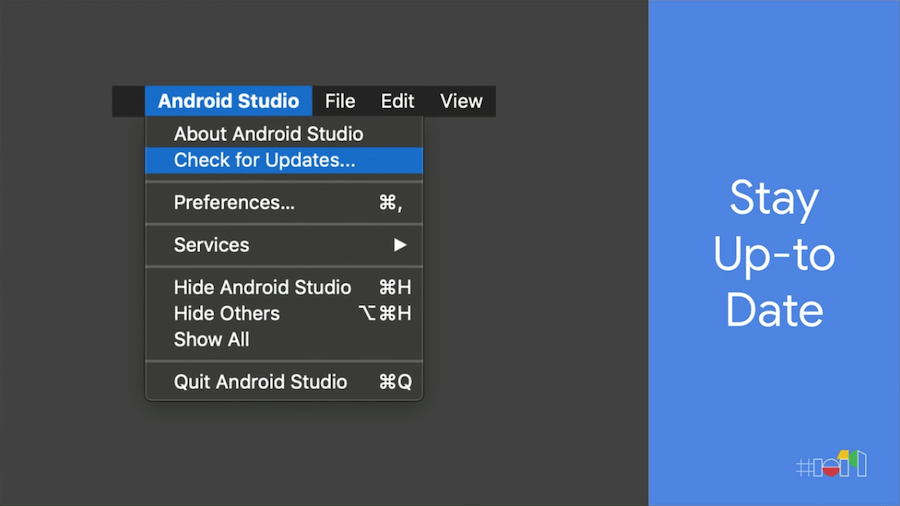 Android Studio File Edit View
About Android Studio
Check for Updates...
Preferences... ⌘,
Services ▶
Hide Android Studio ⌘H
Hide Others ⌥⌘H
Show All
Quit Android Studio ⌘Q
Stay
Up-to
Date